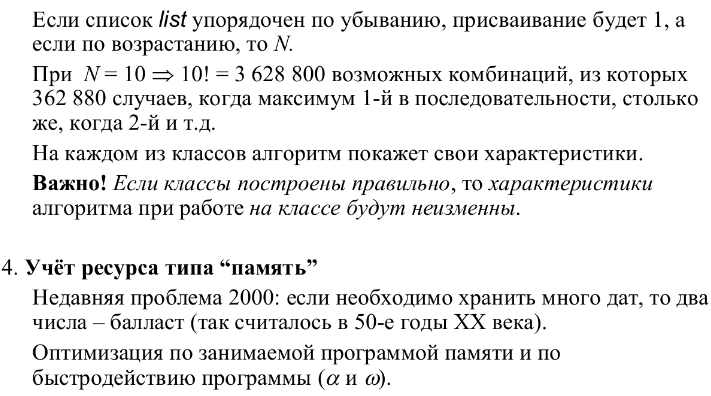 Если список list упорядочен по убыванию, присваивание будет 1, а
если по возрастанию, то N.
При N = 10 ⇒ 10! = 3 628 800 возможных комбинаций, из которых
362 880 случаев, когда максимум 1-й в последовательности, столько
же, когда 2-й и т.д.
На каждом из классов алгоритм покажет свои характеристики.
Важно! Если классы построены правильно, то характеристики
алгоритма при работе на классе будут неизменны.
4. Учёт ресурса типа “память”
Недавняя проблема 2000: если необходимо хранить много дат, то два
числа – балласт (так считалось в 50-е годы XX века).
Оптимизация по занимаемой программой памяти и по
быстродействию программы (α и ω).